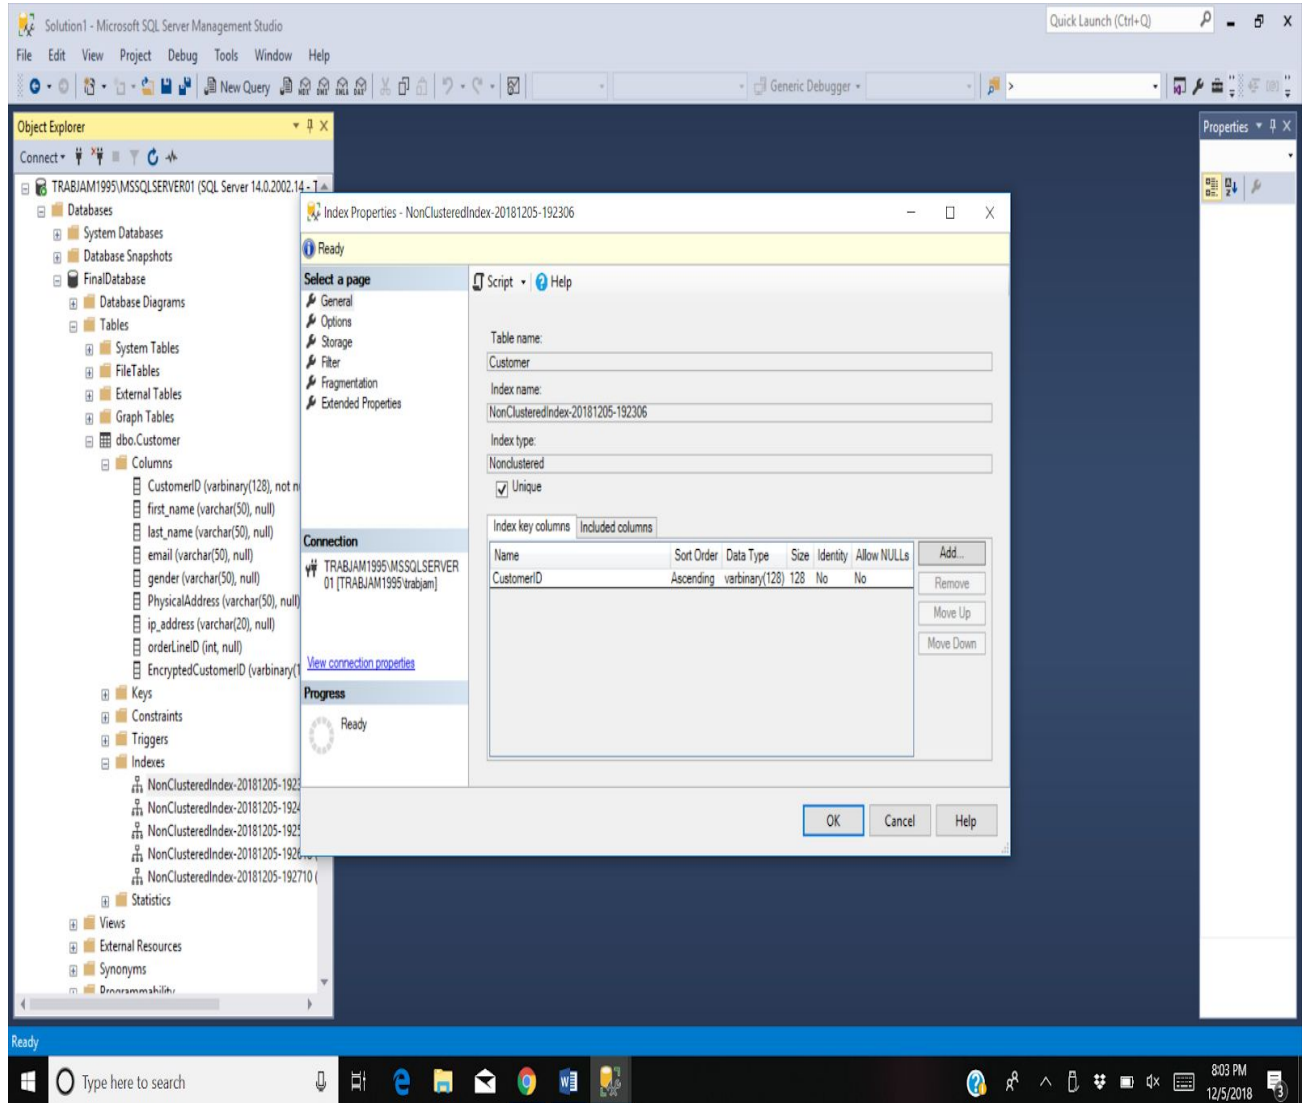 Solution1 - Microsoft SQL Server Management Studio
Quick Launch (Ctrl+Q)
File Edit View Project Debug Tools Window Help
New Query
Generic Debugger
Object Explorer
Properties
Connect
TRABJAM1995\MSSQLSERVER01 (SQL Server 14.0.2002.14 - T
Databases
System Databases
Database Snapshots
FinalDatabase
Database Diagrams
Tables
System Tables
FileTables
External Tables
Graph Tables
dbo.Customer
Columns
CustomerID (varbinary(128), not n
first_name (varchar(50), null)
last_name (varchar(50), null)
email (varchar(50), null)
gender (varchar(50), null)
PhysicalAddress (varchar(50), null)
ip_address (varchar(20), null)
orderLineID (int, null)
EncryptedCustomerID (varbinary(1
Keys
Constraints
Triggers
Indexes
NonClusteredIndex-20181205-192
NonClusteredIndex-20181205-192
NonClusteredIndex-20181205-192
NonClusteredIndex-20181205-192
NonClusteredIndex-20181205-192710 (
Statistics
Views
External Resources
Synonyms
Programmability
Index Properties - NonClusteredIndex-20181205-192306
Ready
Select a page
General
Options
Storage
Filter
Fragmentation
Extended Properties
Connection
TRABJAM1995\MSSQLSERVER
01 [TRABJAM1995\trabjam]
View connection properties
Progress
Ready
Script Help
Table name:
Customer
Index name:
NonClusteredIndex-20181205-192306
Index type:
Nonclustered
Unique
Index key columns Included columns
Name Sort Order Data Type Size Identity Allow NULLs
CustomerID Ascending varbinary(128) 128 No No
Add...
Remove
Move Up
Move Down
OK Cancel Help
Ready
Type here to search
8:03 PM
12/5/2018
3